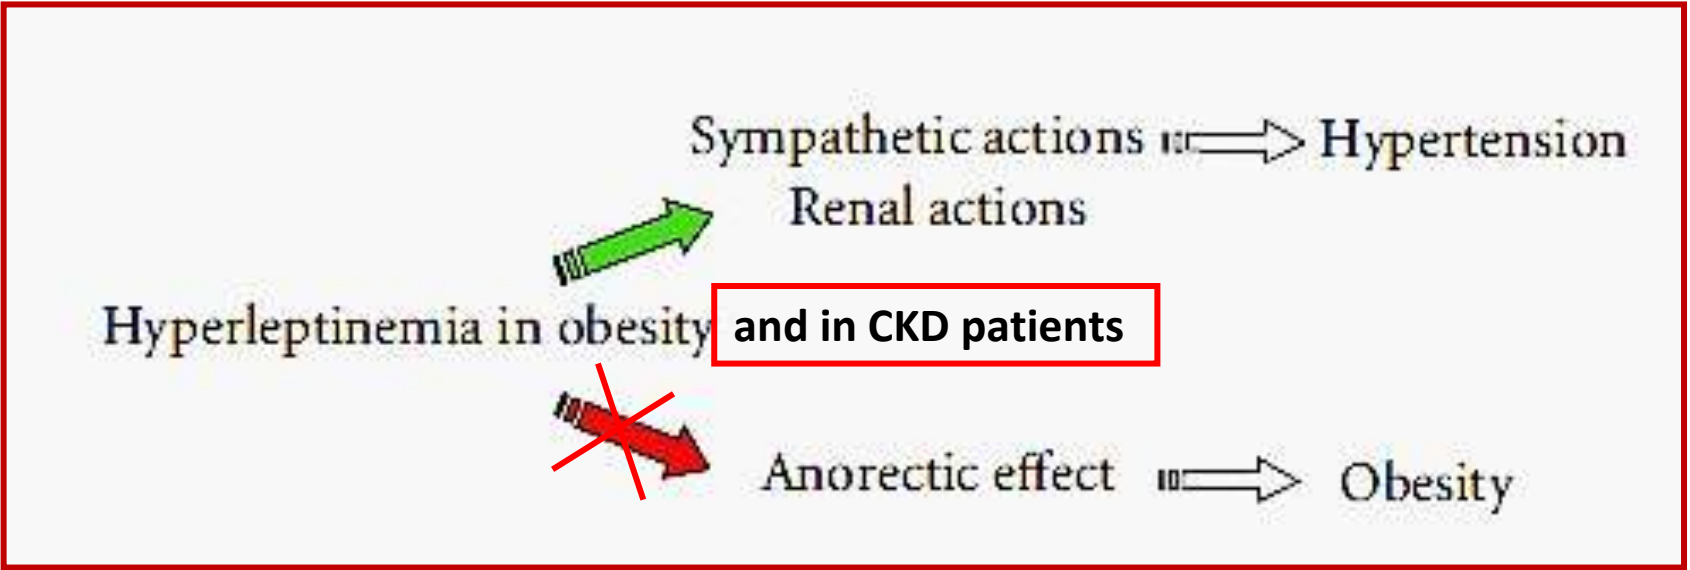 Sympathetic actions Hypertension
Renal actions
Hyperleptinemia in obesity and in CKD patients
Anorectic effect Obesity